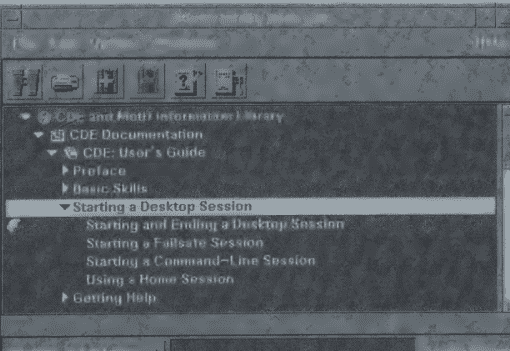 CDE and Motif Information Library
CDE Documentation
CDE: User's Guide
Preface
Basic Skills
Starting a Desktop Session
Starting and Ending a Desktop Session
Starting a Failsafe Session
Starting a Command-Line Session
Using a Home Session
Getting Help